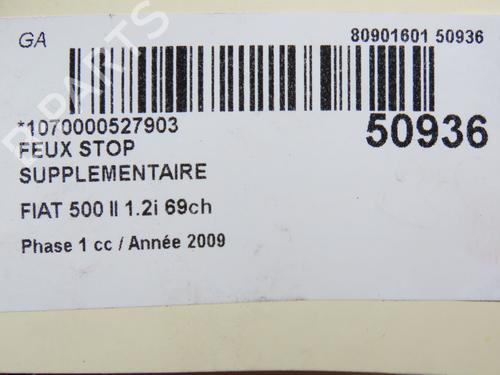 GA
80901601 50936
*1070000527903
50936
FEUX STOP
SUPPLEMENTAIRE
FIAT 500 II 1.2i 69ch
Phase 1 cc / Année 2009
B-PARTS